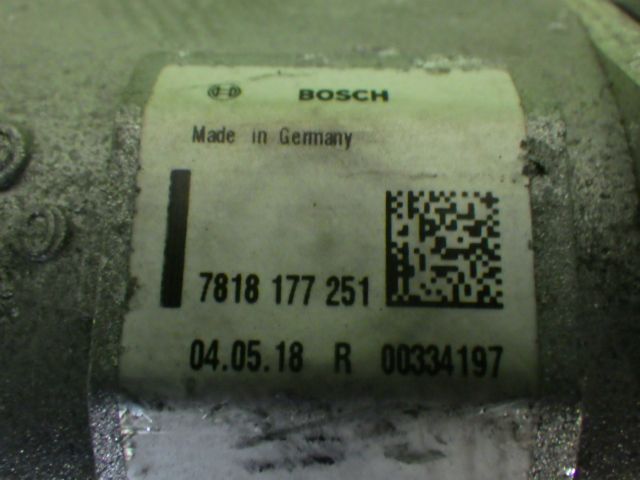 BOSCH
Made in Germany
7818 177 251
04.05.18 R 00334197